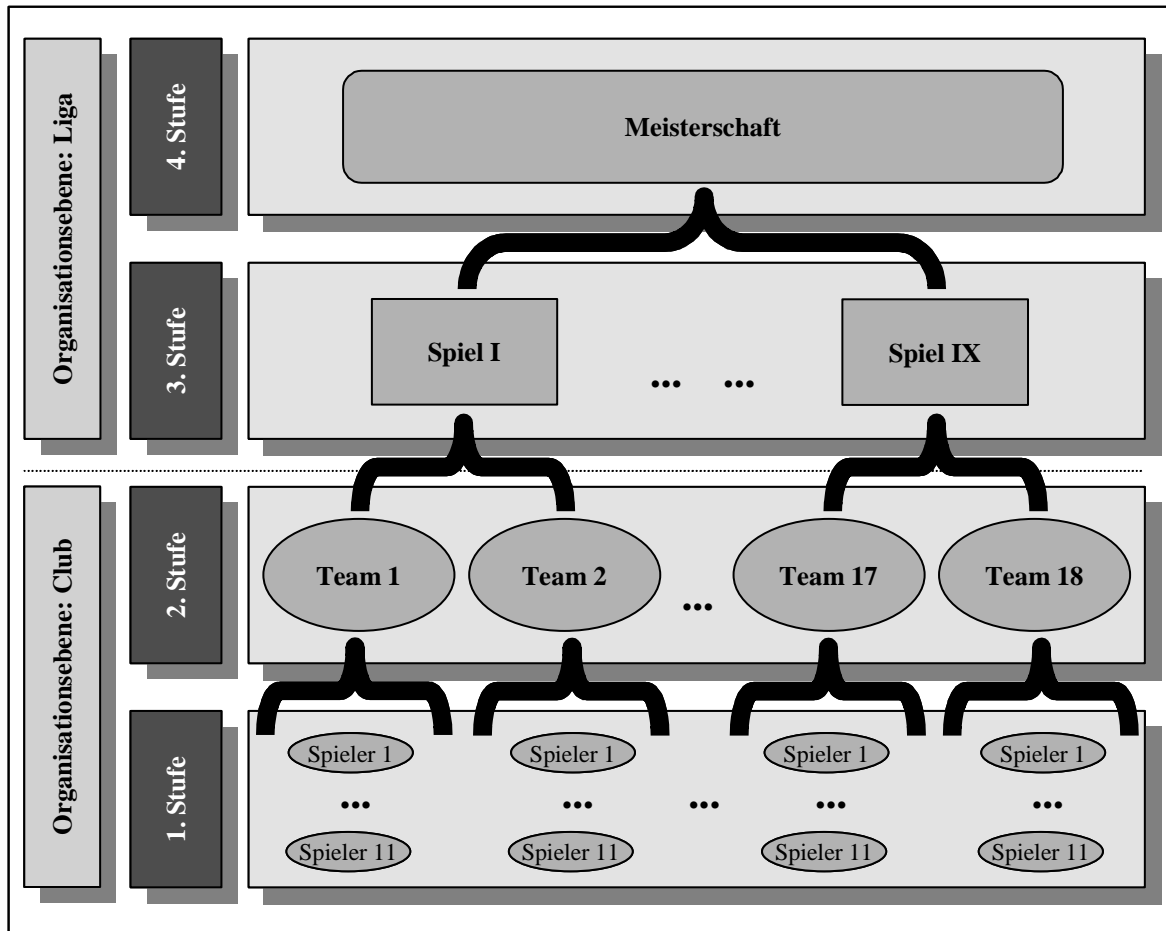 Organisationsebene: Liga
4. Stufe
Meisterschaft
3. Stufe
Spiel I
... ...
Spiel IX
Organisationsebene: Club
2. Stufe
Team 1
Team 2
...
Team 17
Team 18
1. Stufe
Spieler 1
Spieler 1
Spieler 1
Spieler 1
... ... ... ... ...
Spieler 11
Spieler 11
Spieler 11
Spieler 11